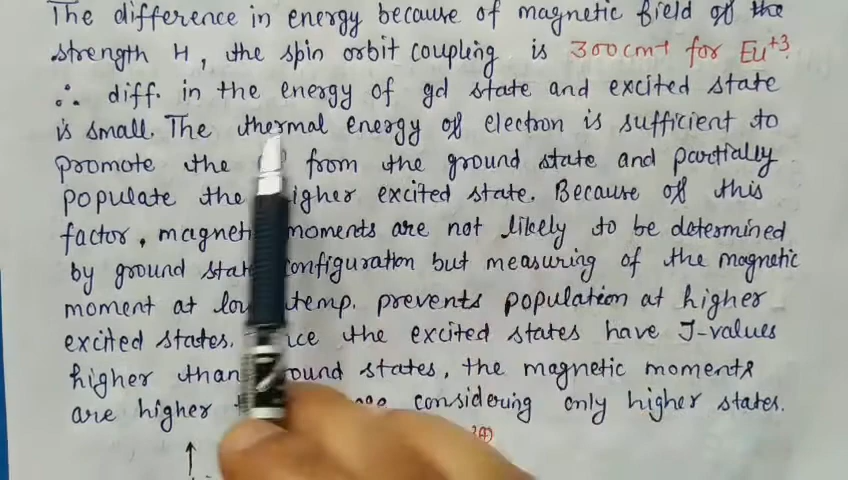 The difference in energy because of magnetic field of the
strength H, the spin orbit coupling is 300cm-1 for Eu+3.
∴ diff. in the energy of gd state and excited state
is small. The thermal energy of electron is sufficient to
promote the from the ground state and partially
populate the higher excited state. Because of this
factor, moments are not likely to be determined
by ground configuration but measuring of the magnetic
moment at temp. prevents population at higher
excited states. the excited states have J-values
higher than ground states, the magnetic moments
are higher considering only higher states.